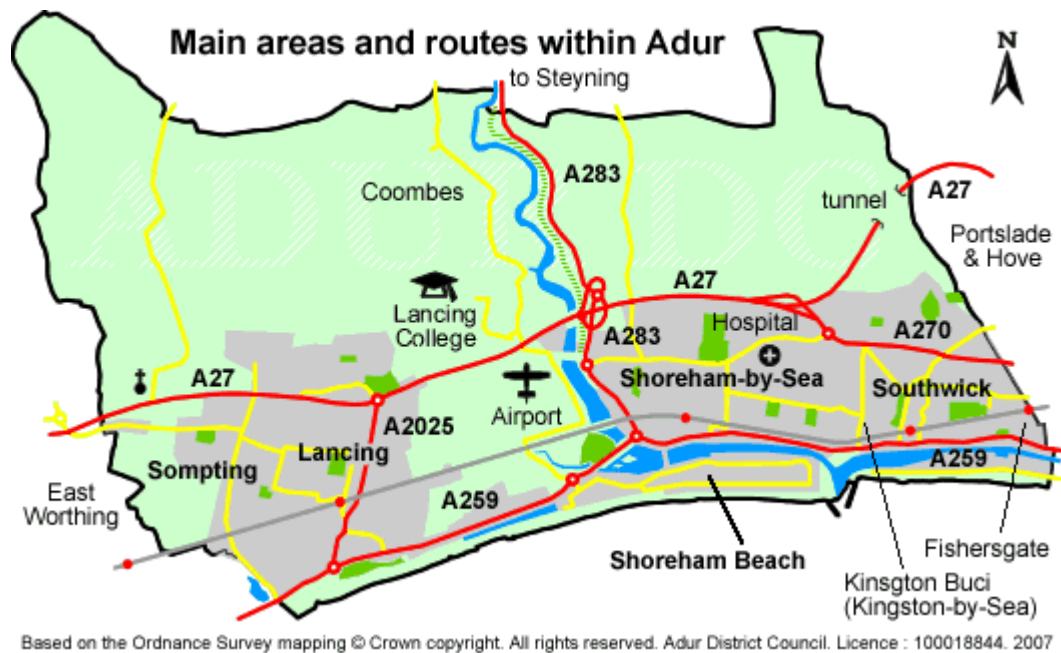 Main areas and routes within Adur
N
to Steyning
ADUR DC
Coombes
A283
A27
tunnel
Portslade
& Hove
A27
Lancing
College
A283
Hospital
A270
Shoreham-by-Sea
Southwick
A27
Airport
A2025
Lancing
Sompting
East
Worthing
A259
A259
Shoreham Beach
Fishersgate
Kinsgton Buci
(Kingston-by-Sea)
Based on the Ordnance Survey mapping © Crown copyright. All rights reserved. Adur District Council. Licence : 100018844. 2007